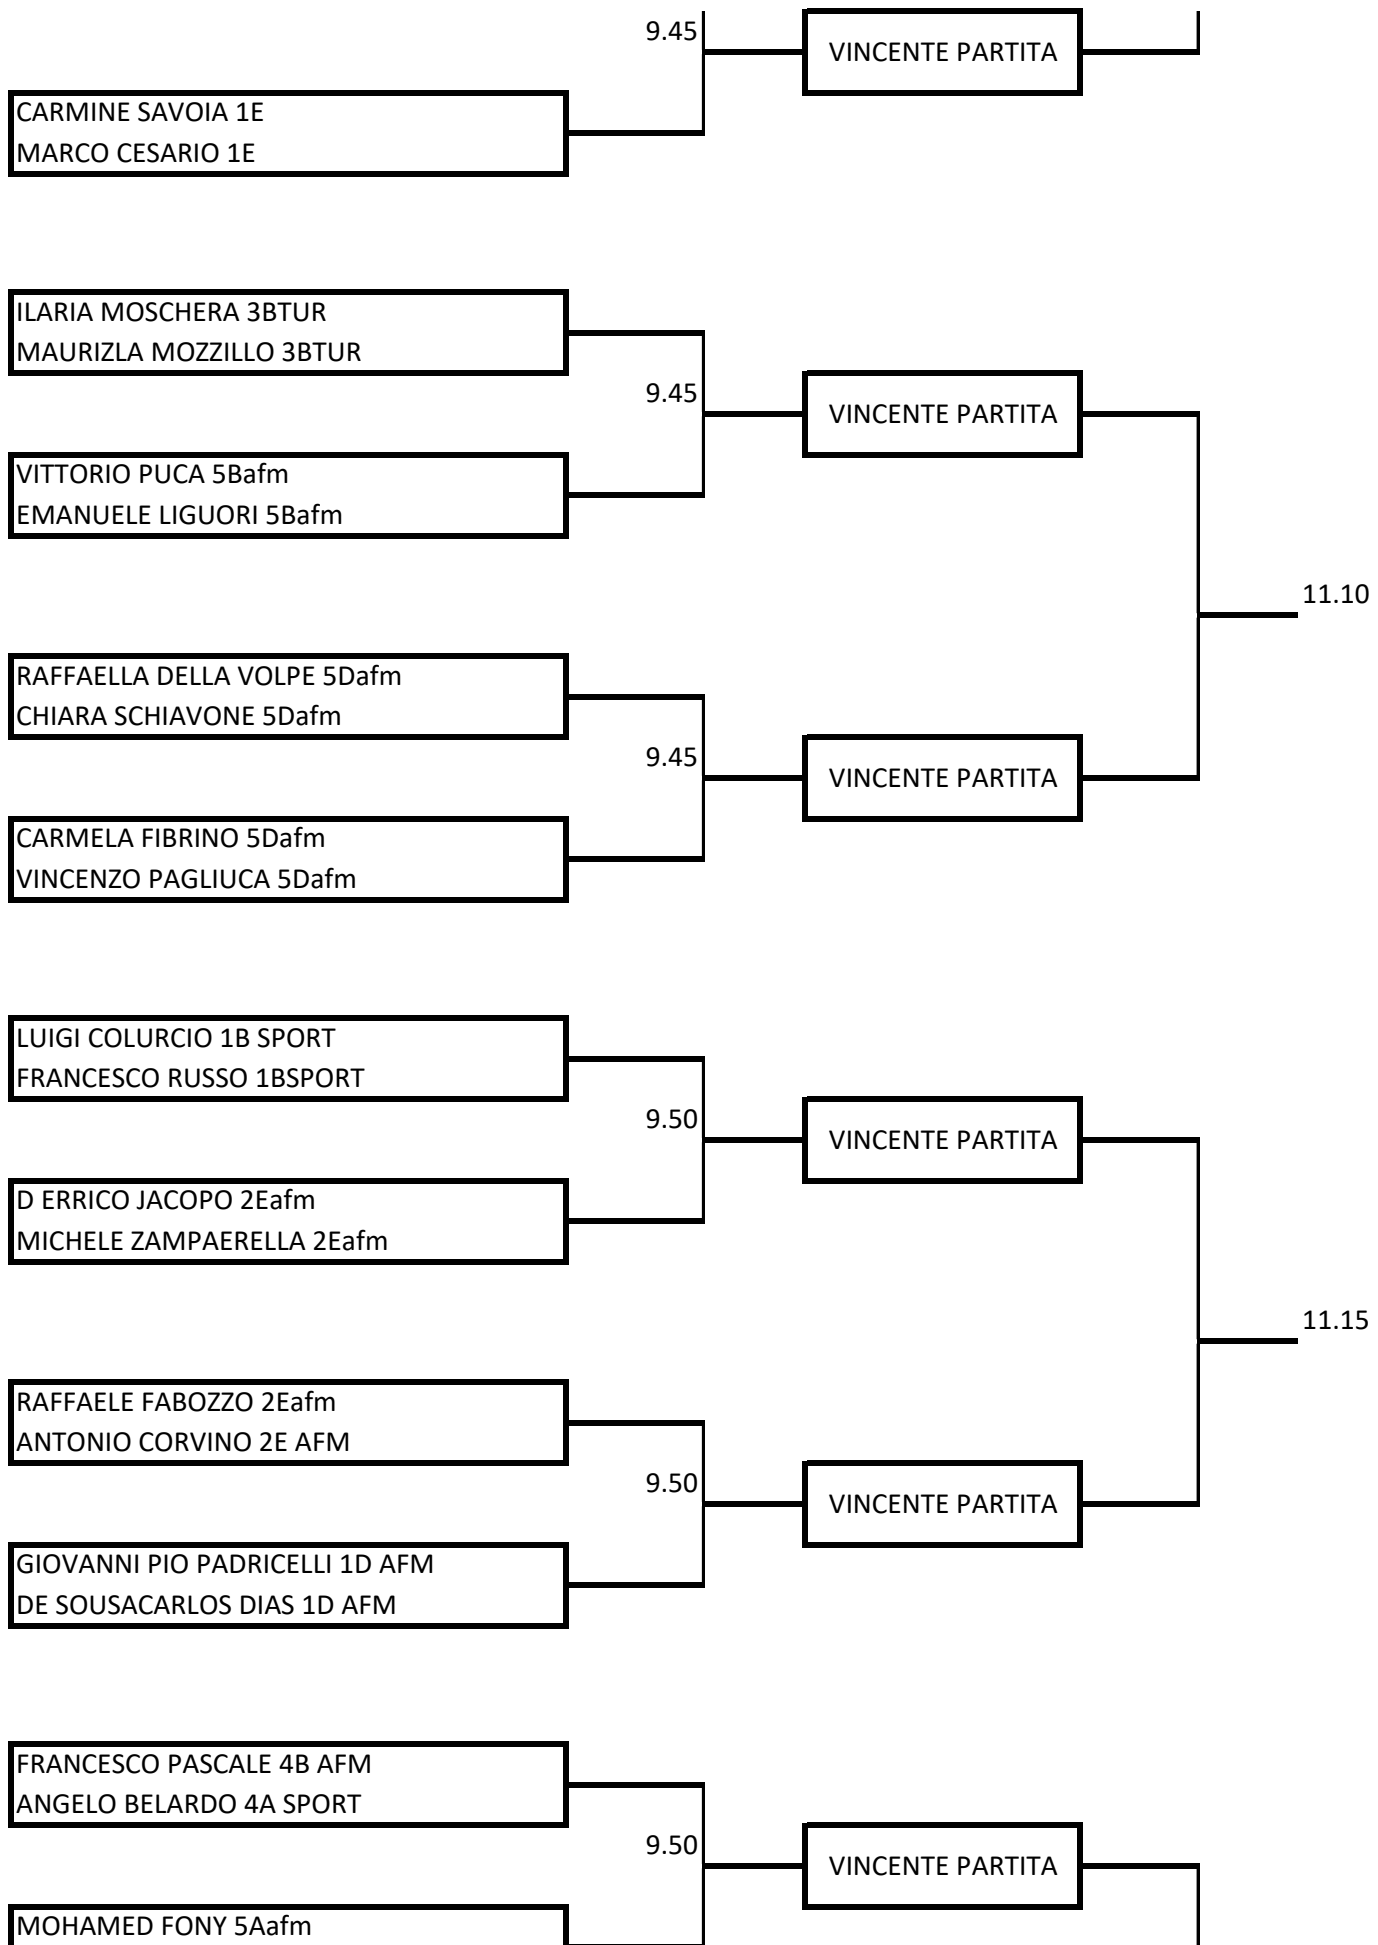 9.45
VINCENTE PARTITA
CARMINE SAVOIA 1E
MARCO CESARIO 1E
ILARIA MOSCHERA 3BTUR
MAURIZLA MOZZILLO 3BTUR
9.45
VINCENTE PARTITA
VITTORIO PUCA 5Bafm
EMANUELE LIGUORI 5Bafm
11.10
RAFFAELLA DELLA VOLPE 5Dafm
CHIARA SCHIAVONE 5Dafm
9.45
VINCENTE PARTITA
CARMELA FIBRINO 5Dafm
VINCENZO PAGLIUCA 5Dafm
LUIGI COLURCIO 1B SPORT
FRANCESCO RUSSO 1BSPORT
9.50
VINCENTE PARTITA
D ERRICO JACOPO 2Eafm
MICHELE ZAMPAERELLA 2Eafm
11.15
RAFFAELE FABOZZO 2Eafm
ANTONIO CORVINO 2E AFM
9.50
VINCENTE PARTITA
GIOVANNI PIO PADRICELLI 1D AFM
DE SOUSACARLOS DIAS 1D AFM
FRANCESCO PASCALE 4B AFM
ANGELO BELARDO 4A SPORT
9.50
VINCENTE PARTITA
MOHAMED FONY 5Aafm